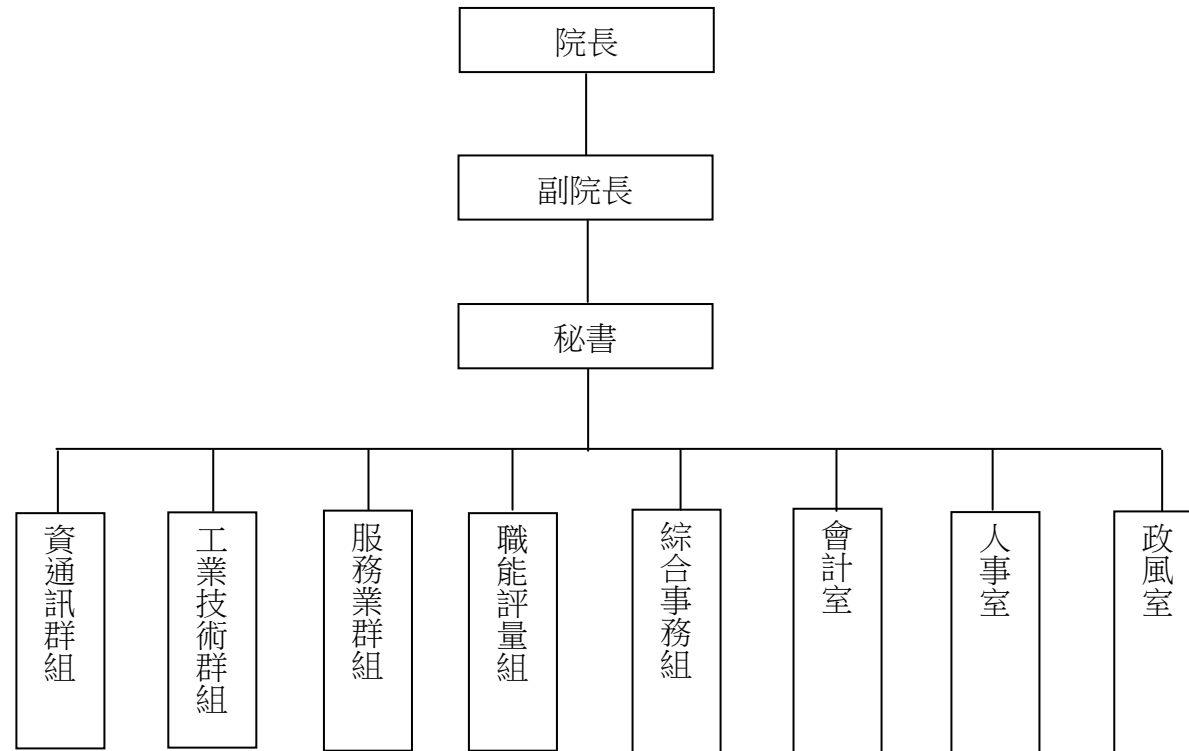 院長
副院長
秘書
資通訊群組
工業技術群組
服務業群組
職能評量組
綜合事務組
會計室
人事室
政風室